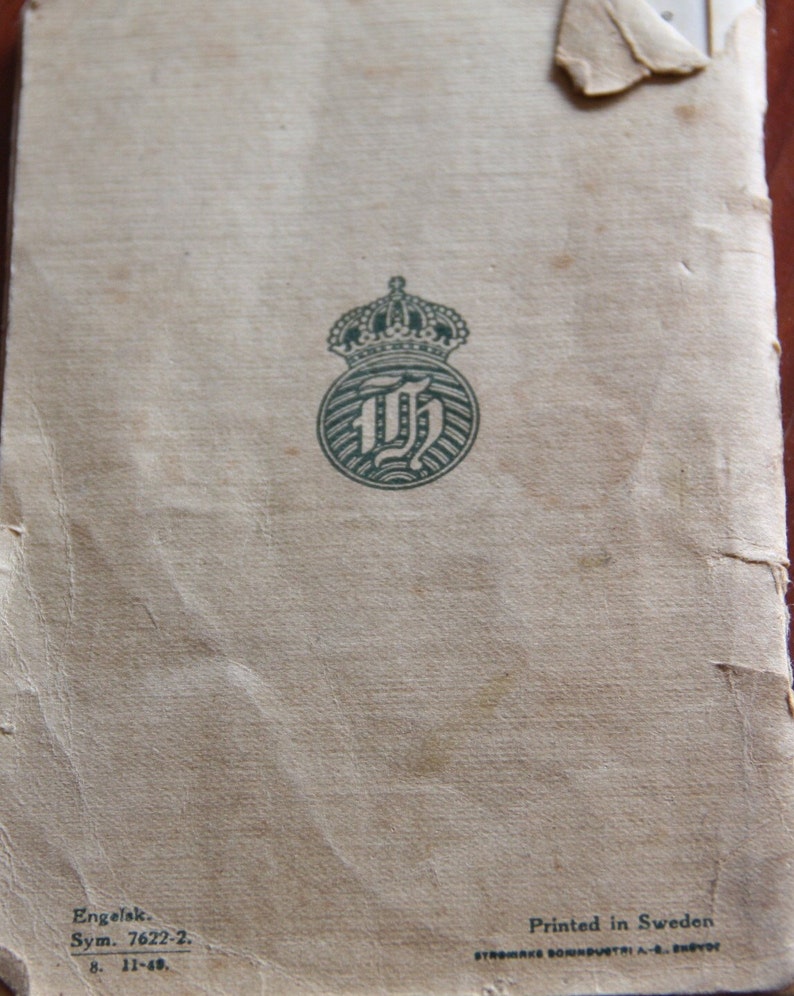 H
Engelsk.
Sym. 7622-2.
8. 11-49.
Printed in Sweden